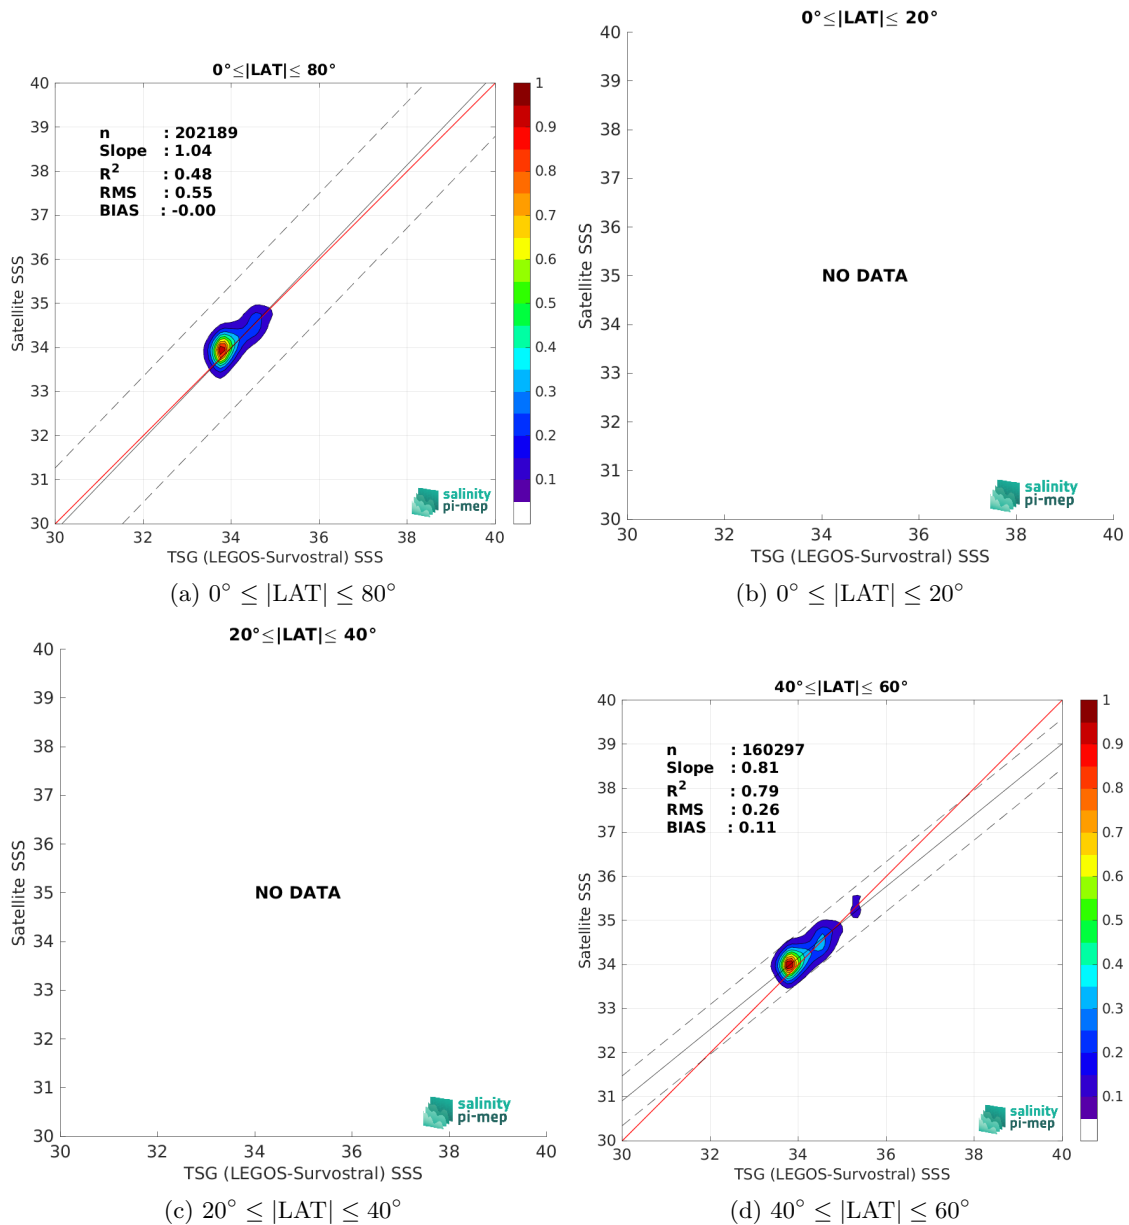 0°≤|LAT|≤ 80°
40
39
38
37
36
35
34
33
32
31
30
Satellite SSS
n : 202189
Slope : 1.04
R² : 0.48
RMS : 0.55
BIAS : -0.00
salinity
pi-mep
30 32 34 36 38 40
TSG (LEGOS-Survostral) SSS
1
0.9
0.8
0.7
0.6
0.5
0.4
0.3
0.2
0.1
(a) 0° ≤ |LAT| ≤ 80°
0°≤|LAT|≤ 20°
40
39
38
37
36
35
34
33
32
31
30
Satellite SSS
NO DATA
salinity
pi-mep
30 32 34 36 38 40
TSG (LEGOS-Survostral) SSS
(b) 0° ≤ |LAT| ≤ 20°
20°≤|LAT|≤ 40°
40
39
38
37
36
35
34
33
32
31
30
Satellite SSS
NO DATA
salinity
pi-mep
30 32 34 36 38 40
TSG (LEGOS-Survostral) SSS
(c) 20° ≤ |LAT| ≤ 40°
40°≤|LAT|≤ 60°
40
39
38
37
36
35
34
33
32
31
30
Satellite SSS
n : 160297
Slope : 0.81
R² : 0.79
RMS : 0.26
BIAS : 0.11
salinity
pi-mep
30 32 34 36 38 40
TSG (LEGOS-Survostral) SSS
1
0.9
0.8
0.7
0.6
0.5
0.4
0.3
0.2
0.1
(d) 40° ≤ |LAT| ≤ 60°